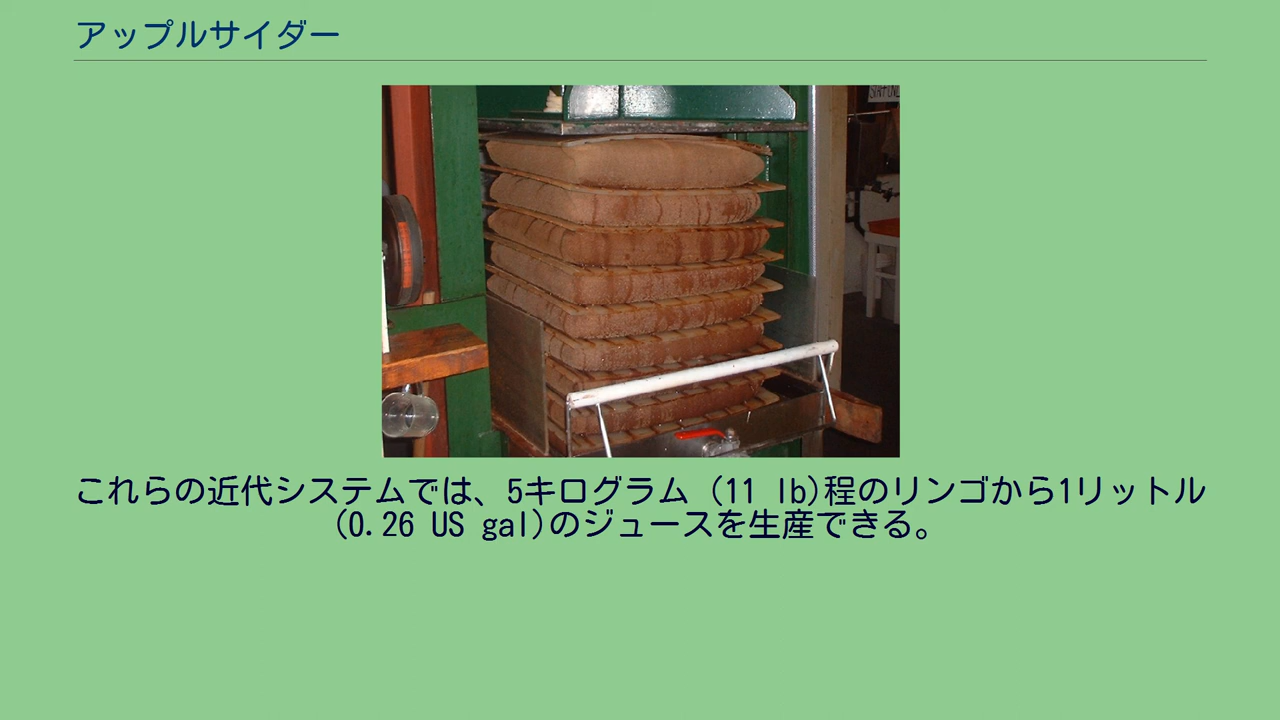 アップルサイダー
これらの近代システムでは、5キログラム (11 lb)程のリンゴから1リットル
(0.26 US gal)のジュースを生産できる。